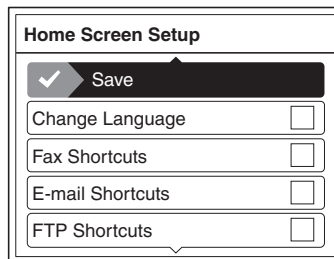 Home Screen Setup
Save
Change Language
Fax Shortcuts
E-mail Shortcuts
FTP Shortcuts